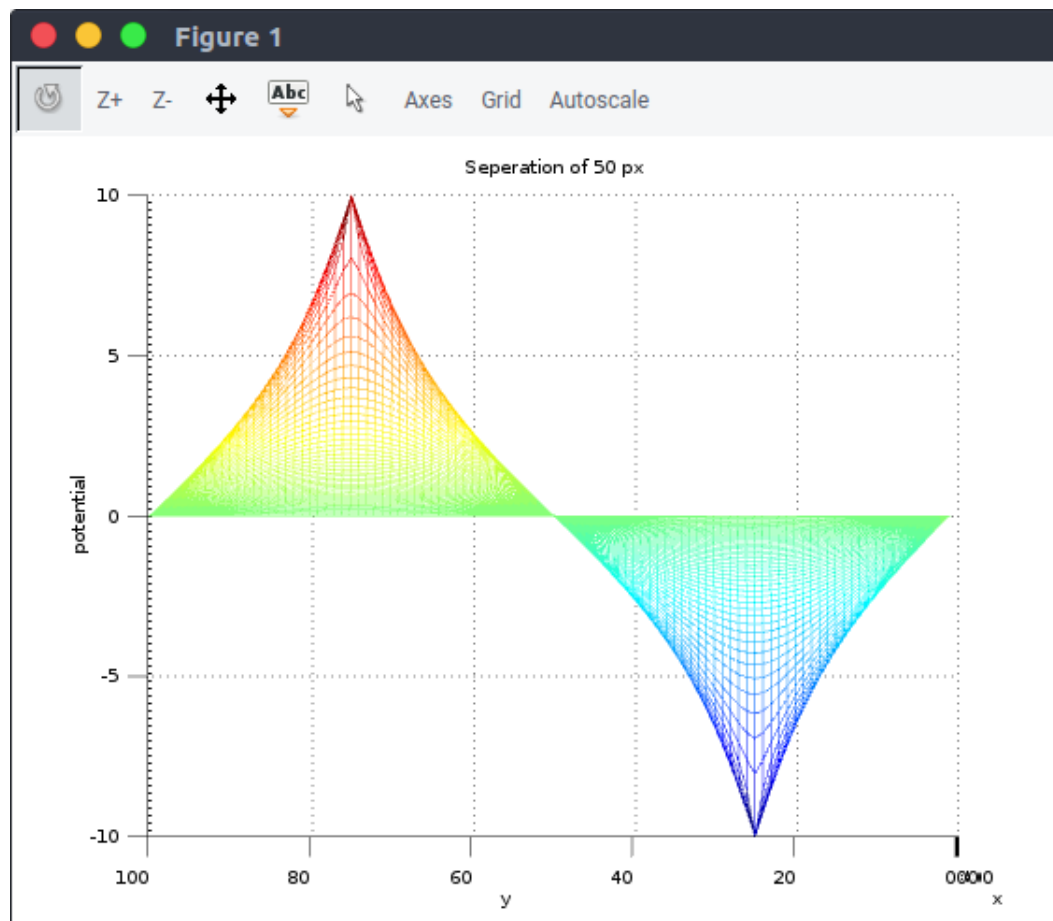 Figure 1
Z+ Z- Abc Axes Grid Autoscale
Seperation of 50 px
10
5
0
-5
-10
potential
100 80 60 40 20
y
x